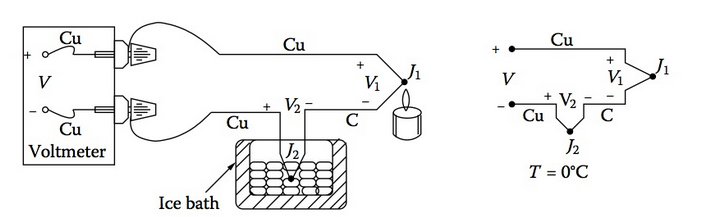 Cu
Cu
+
+
V
V₁
J₁
−
−
Cu
Voltmeter
Cu
+
V₂
−
C
J₂
Ice bath
+
Cu
+
V₁
J₁
V
−
+
V₂
−
−
Cu
C
J₂
T = 0°C